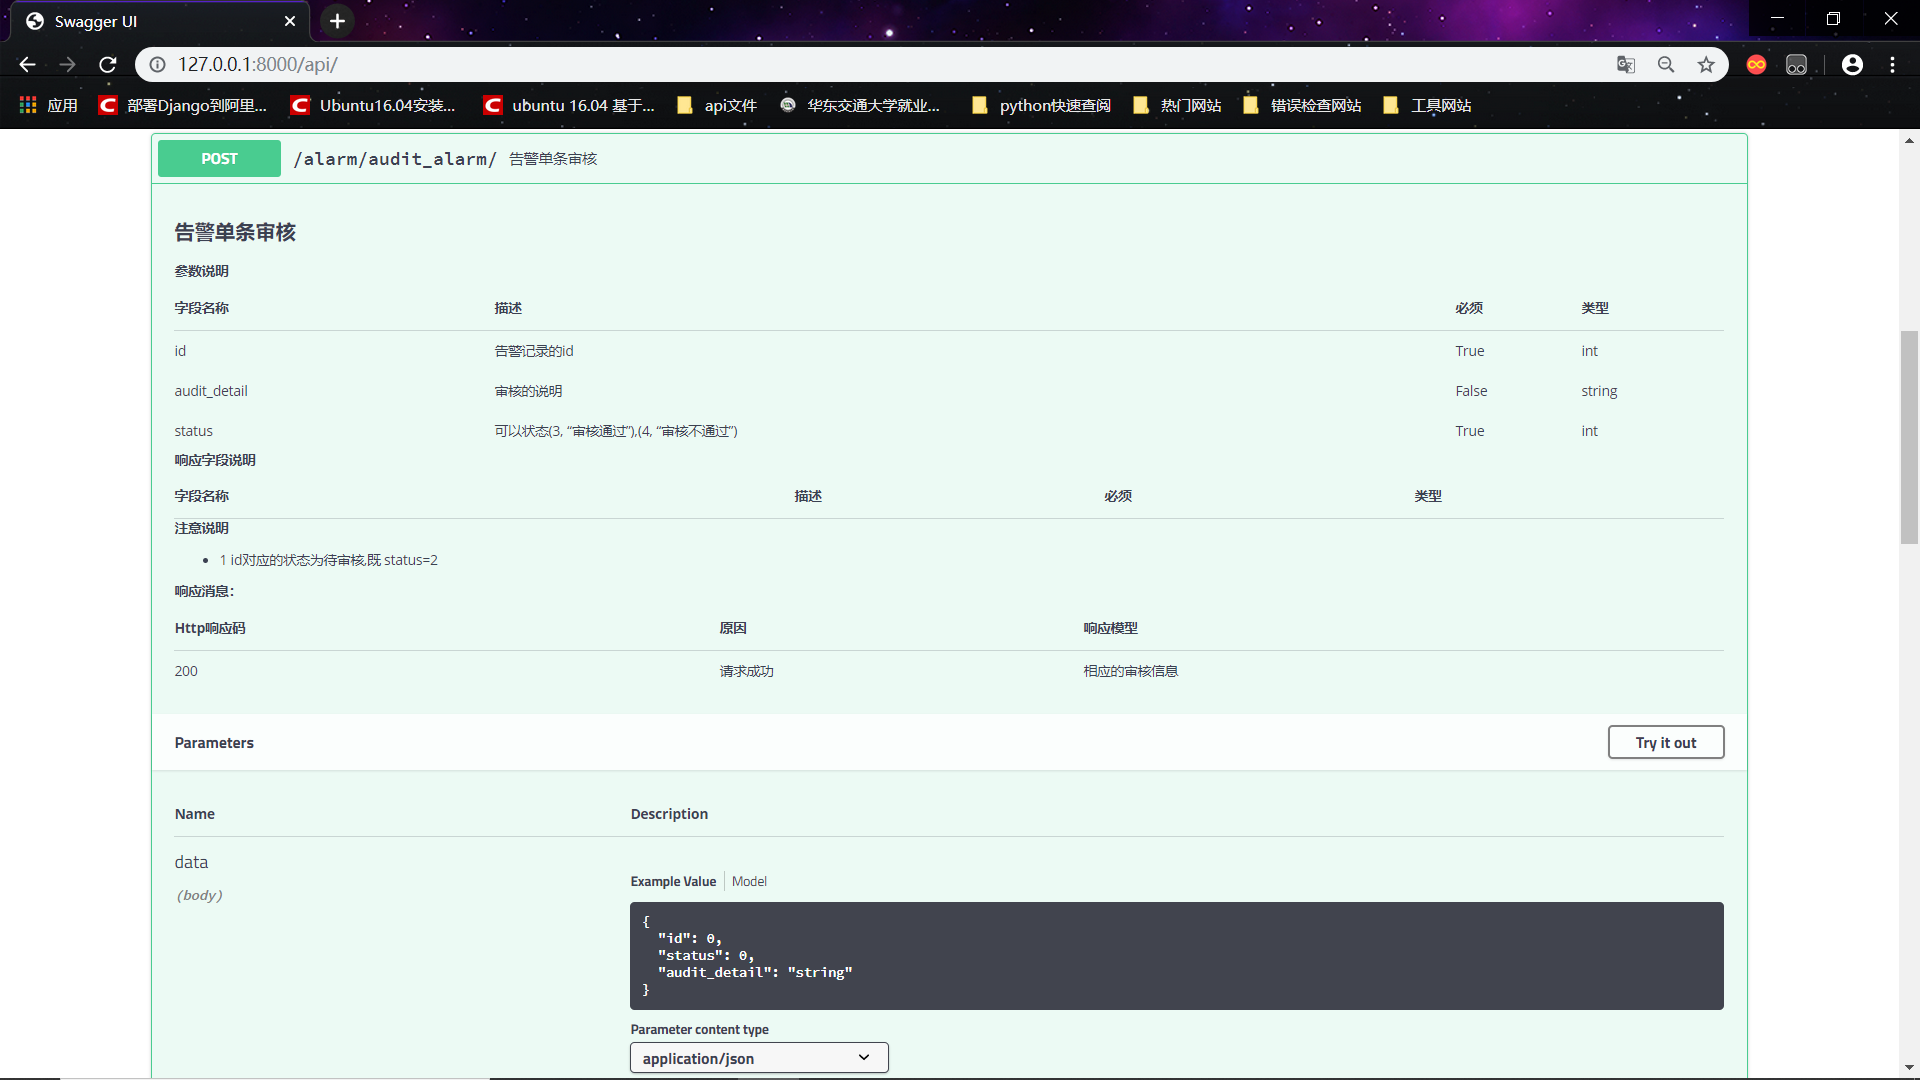 Swagger UI
127.0.0.1:8000/api/
应用 部署Django到阿里... Ubuntu16.04安装... ubuntu 16.04 基于... api文件 华东交通大学就业... python快速查阅 热门网站 错误检查网站 工具网站
POST /alarm/audit_alarm/ 告警单条审核
告警单条审核
参数说明
字段名称 描述 必须 类型
id 告警记录的id True int
audit_detail 审核的说明 False string
status 可以状态(3, “审核通过”),(4, “审核不通过”) True int
响应字段说明
字段名称 描述 必须 类型
注意说明
• 1 id对应的状态为待审核,既 status=2
响应消息:
Http响应码 原因 响应模型
200 请求成功 相应的审核信息
Parameters Try it out
Name Description
data
(body)
Example Value Model
{
"id": 0,
"status": 0,
"audit_detail": "string"
}
Parameter content type
application/json